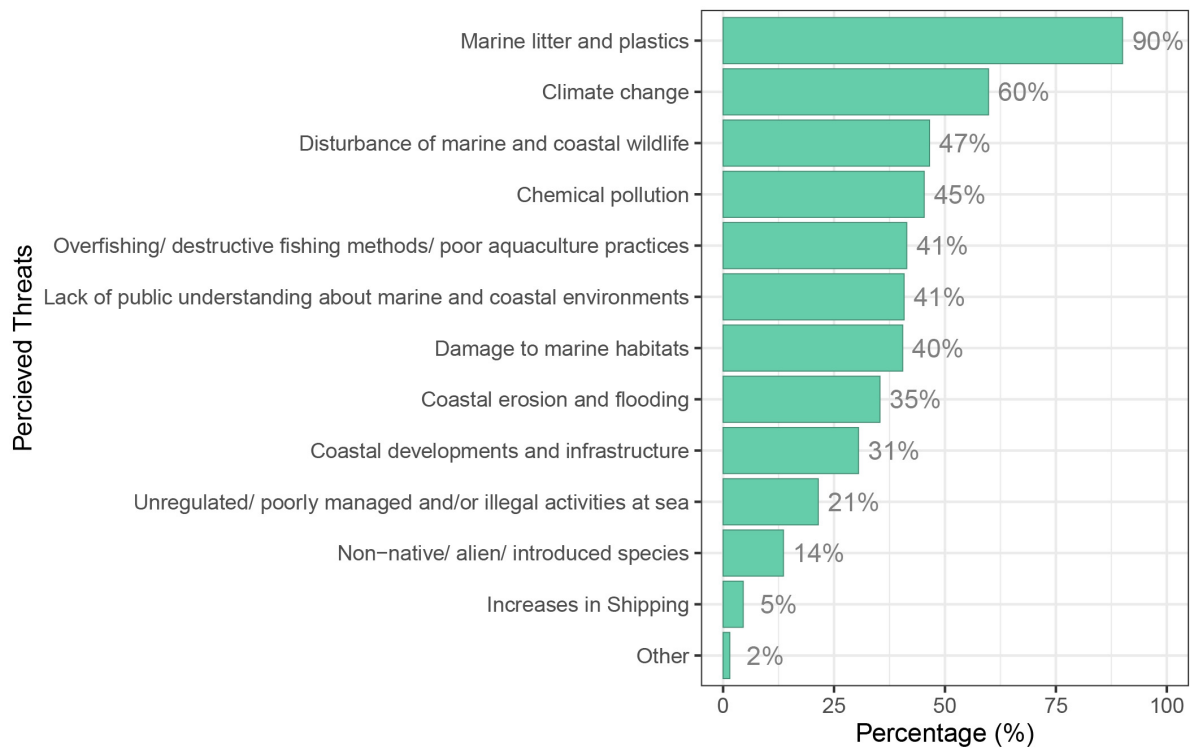 Marine litter and plastics 90%
Climate change 60%
Disturbance of marine and coastal wildlife 47%
Chemical pollution 45%
Overfishing/ destructive fishing methods/ poor aquaculture practices 41%
Lack of public understanding about marine and coastal environments 41%
Damage to marine habitats 40%
Coastal erosion and flooding 35%
Coastal developments and infrastructure 31%
Unregulated/ poorly managed and/or illegal activities at sea 21%
Non−native/ alien/ introduced species 14%
Increases in Shipping 5%
Other 2%
0 25 50 75 100
Percentage (%)
Percieved Threats